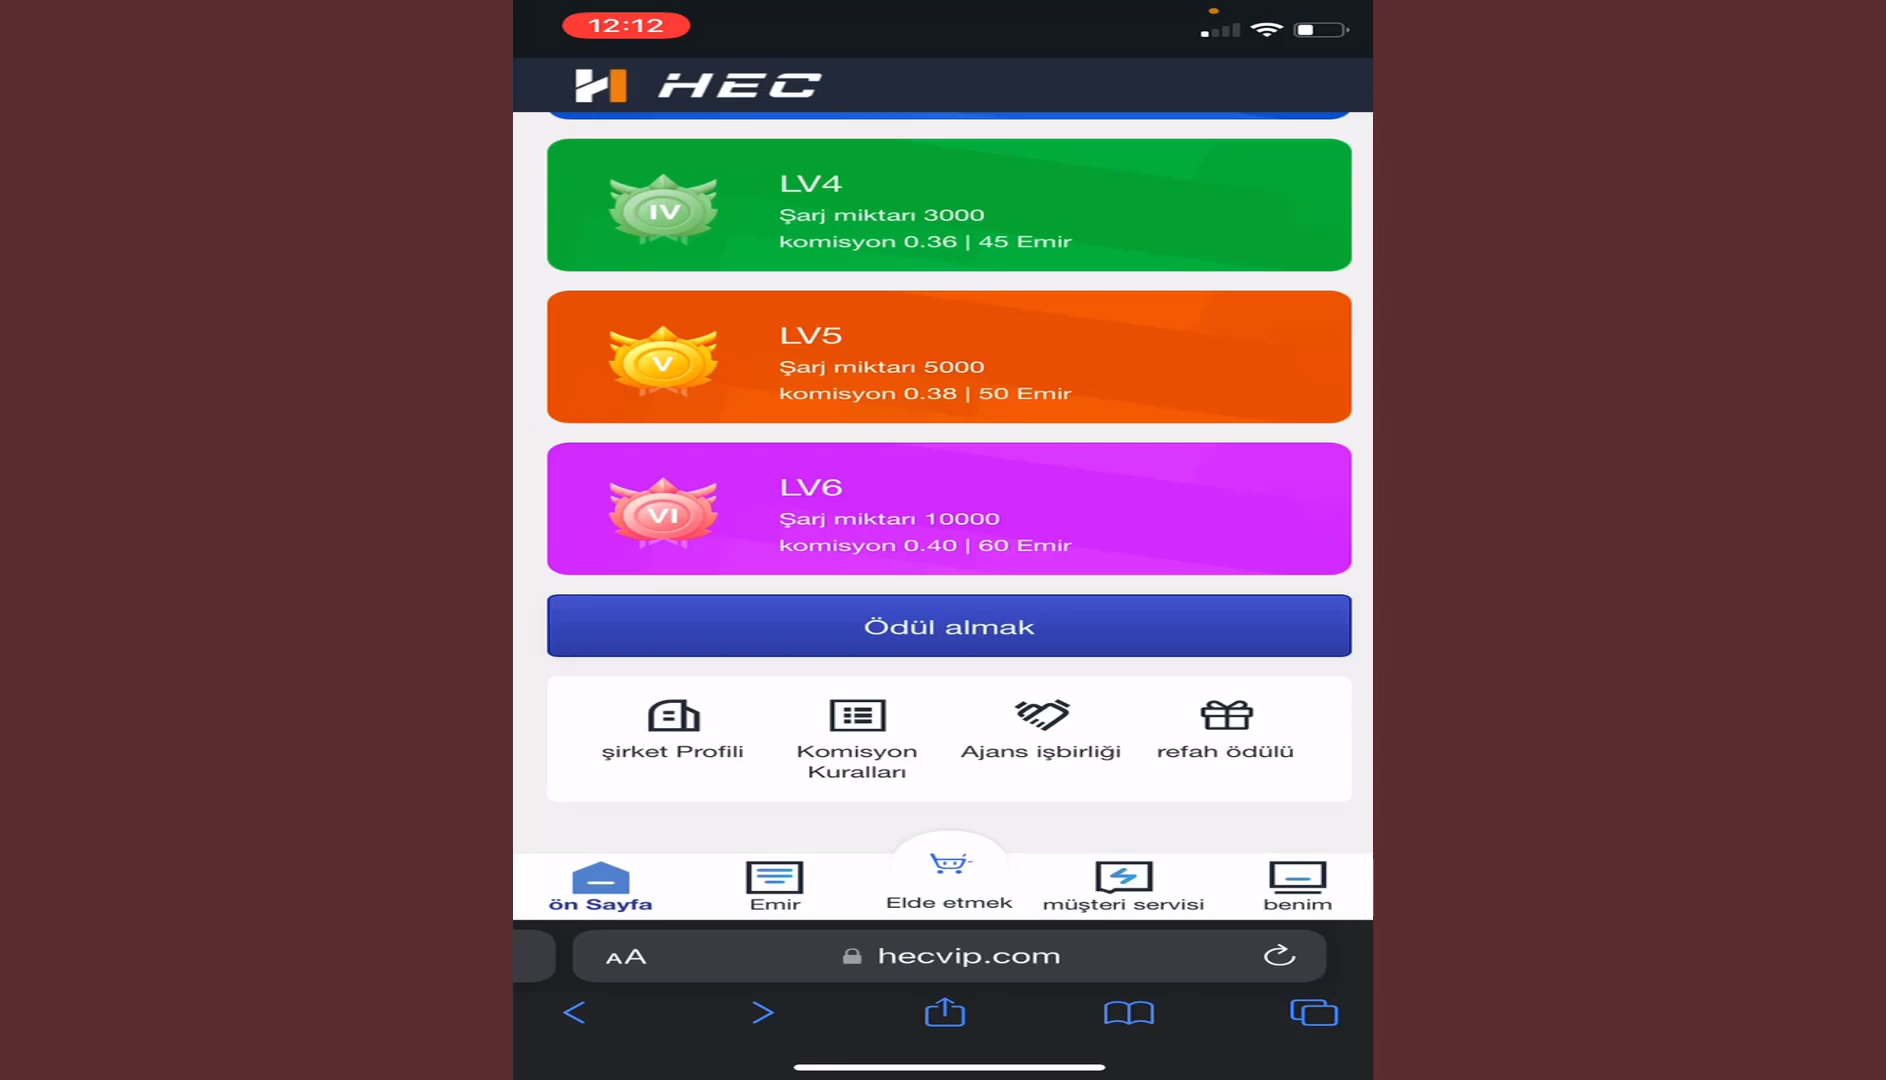 12:12
HEC
LV4
Şarj miktarı 3000
komisyon 0.36 | 45 Emir
IV
LV5
Şarj miktarı 5000
komisyon 0.38 | 50 Emir
V
LV6
Şarj miktarı 10000
komisyon 0.40 | 60 Emir
VI
Ödül almak
şirket Profili
Komisyon
Kuralları
Ajans işbirliği
refah ödülü
ön Sayfa
Emir
Elde etmek
müşteri servisi
benim
AA
hecvip.com